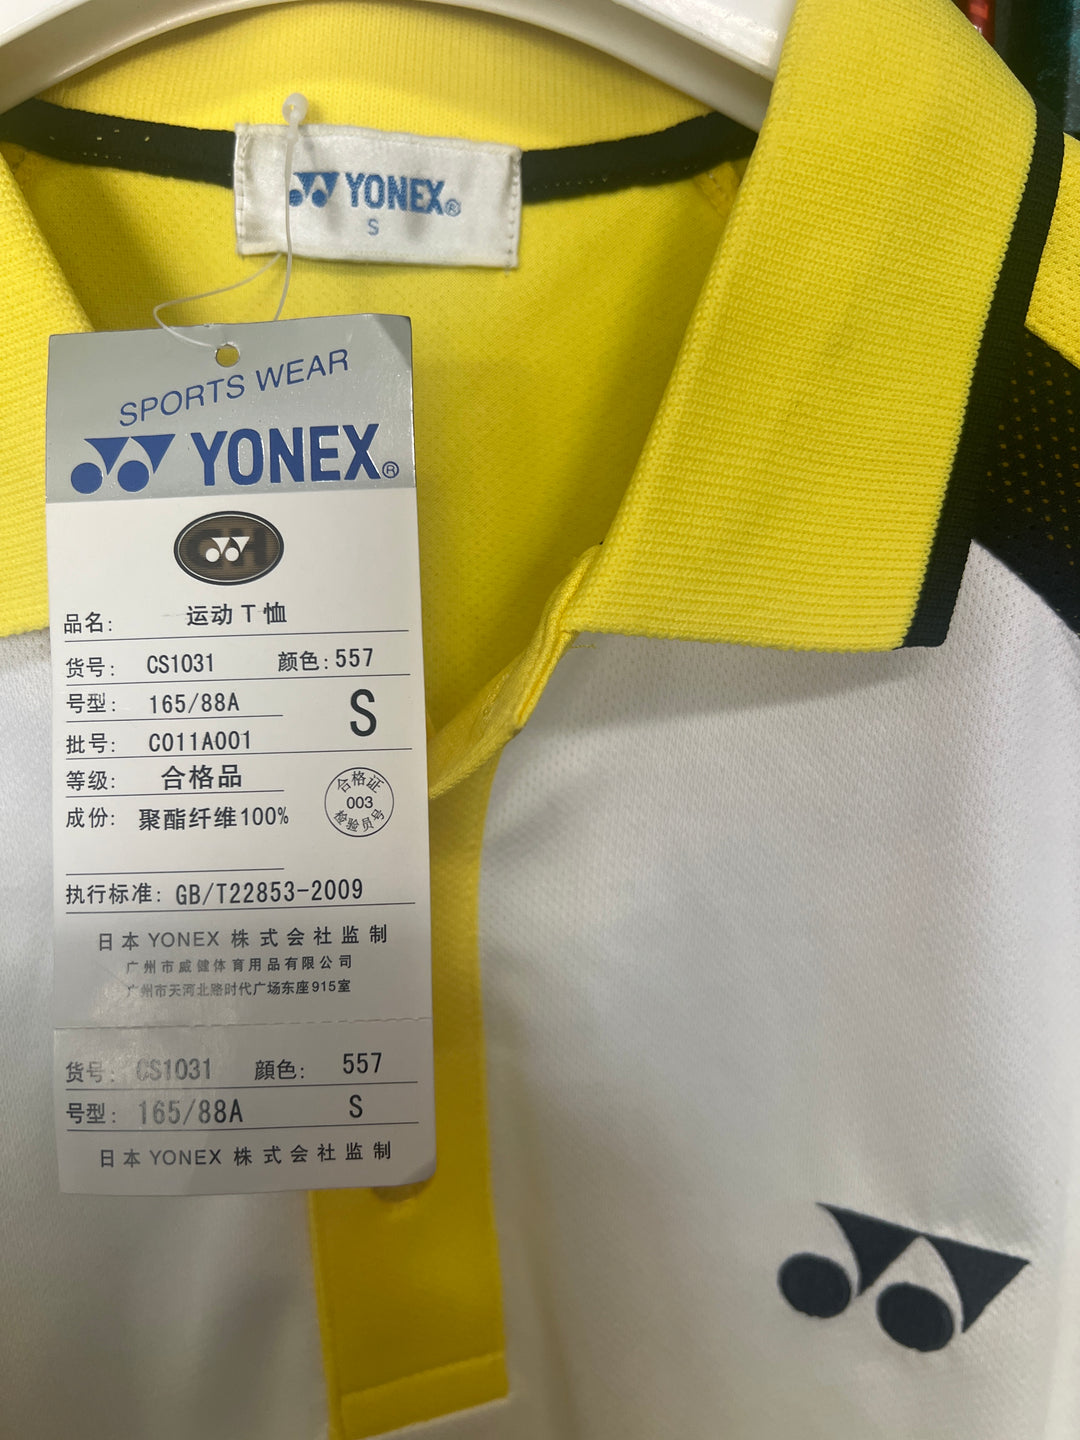 YONEX®
S
SPORTS WEAR
YONEX®
品名: 运动T恤
货号: CS1031 颜色: 557
号型: 165/88A S
批号: C011A001
等级: 合格品
合格证
003
检验员号
成份: 聚酯纤维100%
执行标准: GB/T22853-2009
日本YONEX株式会社监制
广州市威健体育用品有限公司
广州市天河北路时代广场东座915室
货号: CS1031 顔色: 557
号型: 165/88A S
日本YONEX株式会社监制